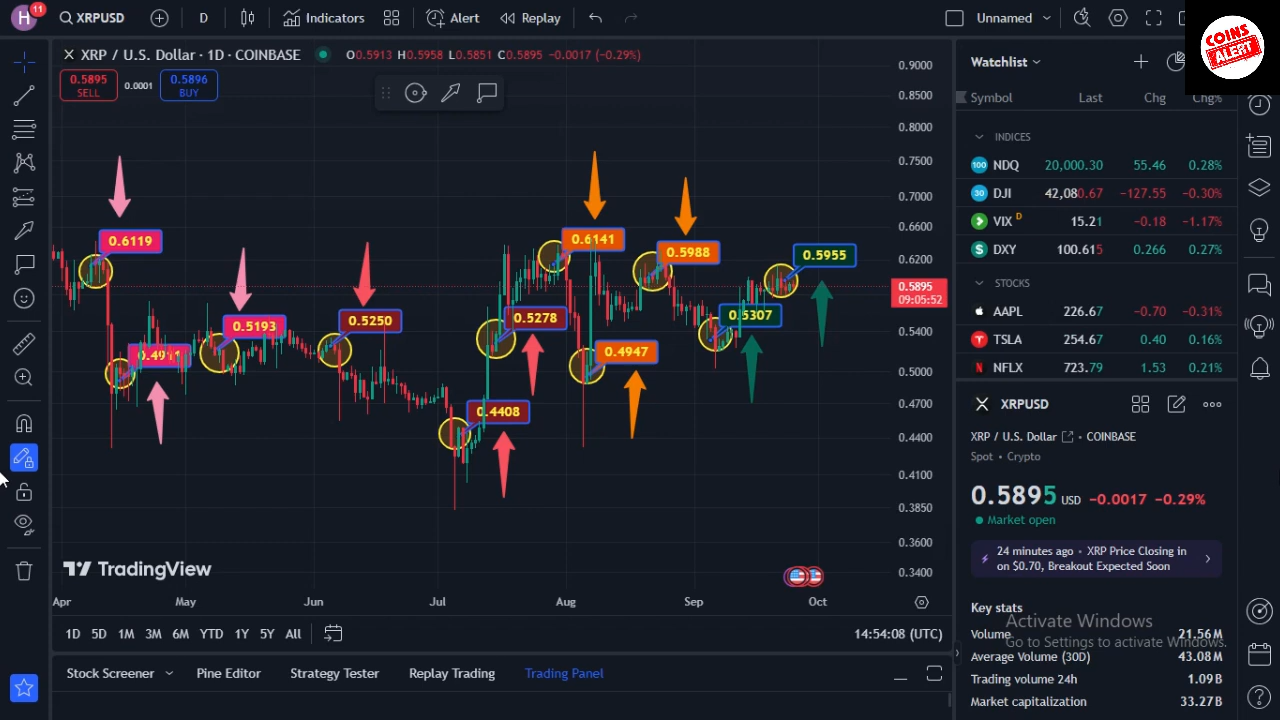 H 11 XRPUSD D Indicators Alert Replay Unnamed
COINS ALERT
XRP / U.S. Dollar · 1D · COINBASE O0.5913 H0.5958 L0.5851 C0.5895 −0.0017 (−0.29%)
0.5895 SELL 0.0001 0.5896 BUY
0.9000
0.8500
0.8000
0.7500
0.7000
0.6600
0.6200
0.5895
09:05:52
0.5400
0.5000
0.4700
0.4400
0.4100
0.3850
0.3600
0.3400
0.6119
0.5193
0.5250
0.5278
0.4408
0.6141
0.4947
0.5988
0.5307
0.5955
TradingView
Apr May Jun Jul Aug Sep Oct
1D 5D 1M 3M 6M YTD 1Y 5Y All 14:54:08 (UTC)
Stock Screener Pine Editor Strategy Tester Replay Trading Trading Panel
Watchlist
Symbol Last Chg Chg%
INDICES
100 NDQ 20,000.30 55.46 0.28%
30 DJI 42,080.67 −127.55 −0.30%
VIX D 15.21 −0.18 −1.17%
$ DXY 100.615 0.266 0.27%
STOCKS
AAPL 226.67 −0.70 −0.31%
TSLA 254.67 0.40 0.16%
NFLX 723.79 1.53 0.21%
XRPUSD
XRP / U.S. Dollar • COINBASE
Spot • Crypto
0.5895 USD −0.0017 −0.29%
Market open
24 minutes ago • XRP Price Closing in
on $0.70, Breakout Expected Soon
Key stats
Activate Windows
Go to Settings to activate Windows.
Volume 21.56M
Average Volume (30D) 43.08M
Trading volume 24h 1.09B
Market capitalization 33.27B